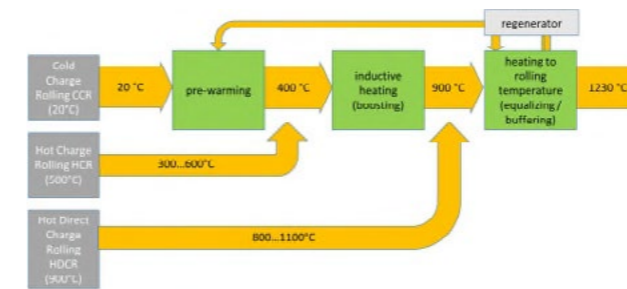 regenerator
Cold
Charge
Rolling CCR
(20°C)
20 °C
pre-warming
400 °C
inductive
heating
(boosting)
900 °C
heating to
rolling
temperature
(equalizing/
buffering)
1230 °C
Hot Charge
Rolling HCR
(500°C)
300...600°C
Hot Direct
Charge
Rolling
HDCR
(900°C)
800...1100°C